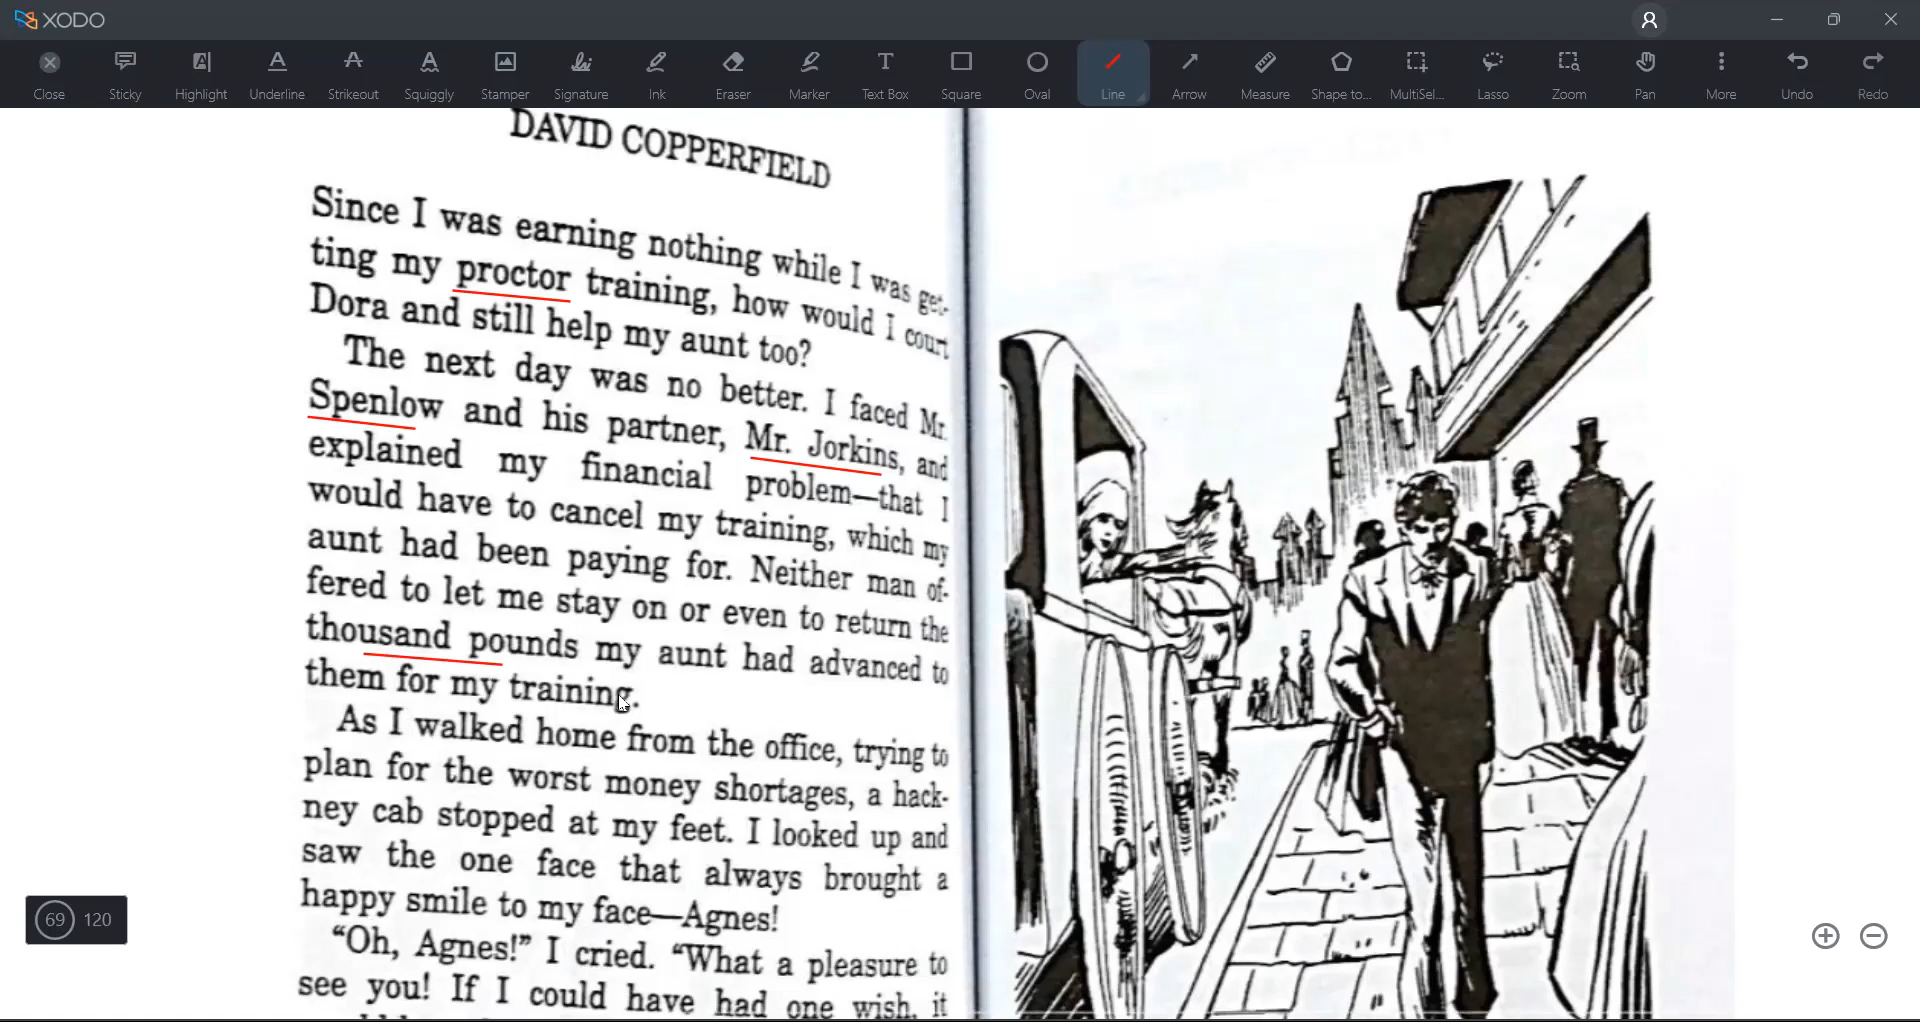 XODO
Close
Sticky
Highlight
Underline
Strikeout
Squiggly
Stamper
Signature
Ink
Eraser
Marker
Text Box
Square
Oval
Line
Arrow
Measure
Shape to...
MultiSel...
Lasso
Zoom
Pan
More
Undo
Redo
DAVID COPPERFIELD
Since I was earning nothing while I was get-
ting my proctor training, how would I court
Dora and still help my aunt too?
The next day was no better. I faced Mr.
Spenlow and his partner, Mr. Jorkins, and
explained my financial problem—that I
would have to cancel my training, which my
aunt had been paying for. Neither man of-
fered to let me stay on or even to return the
thousand pounds my aunt had advanced to
them for my training.
As I walked home from the office, trying to
plan for the worst money shortages, a hack-
ney cab stopped at my feet. I looked up and
saw the one face that always brought a
happy smile to my face—Agnes!
“Oh, Agnes!” I cried. “What a pleasure to
see you! If I could have had one wish, it
69 120